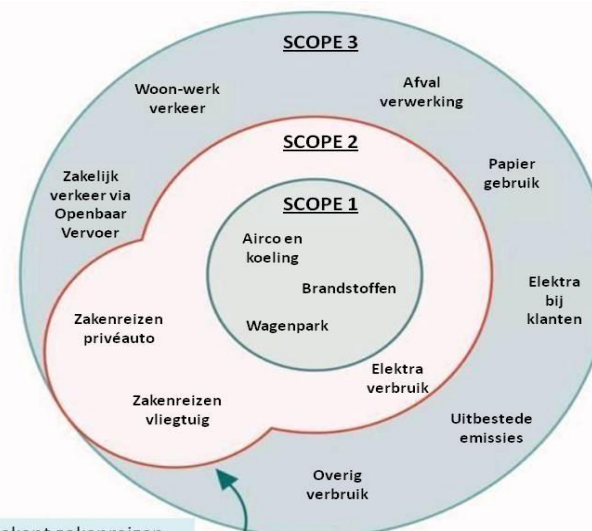 SCOPE 3
Woon-werk
verkeer
Afval
verwerking
SCOPE 2
Papier
gebruik
Zakelijk
verkeer via
Openbaar
Vervoer
SCOPE 1
Airco en
koeling
Brandstoffen
Elektra
bij
klanten
Zakenreizen
privéauto
Wagenpark
Elektra
verbruik
Zakenreizen
vliegtuig
Uitbestede
emissies
Overig
verbruik
zakenreizen